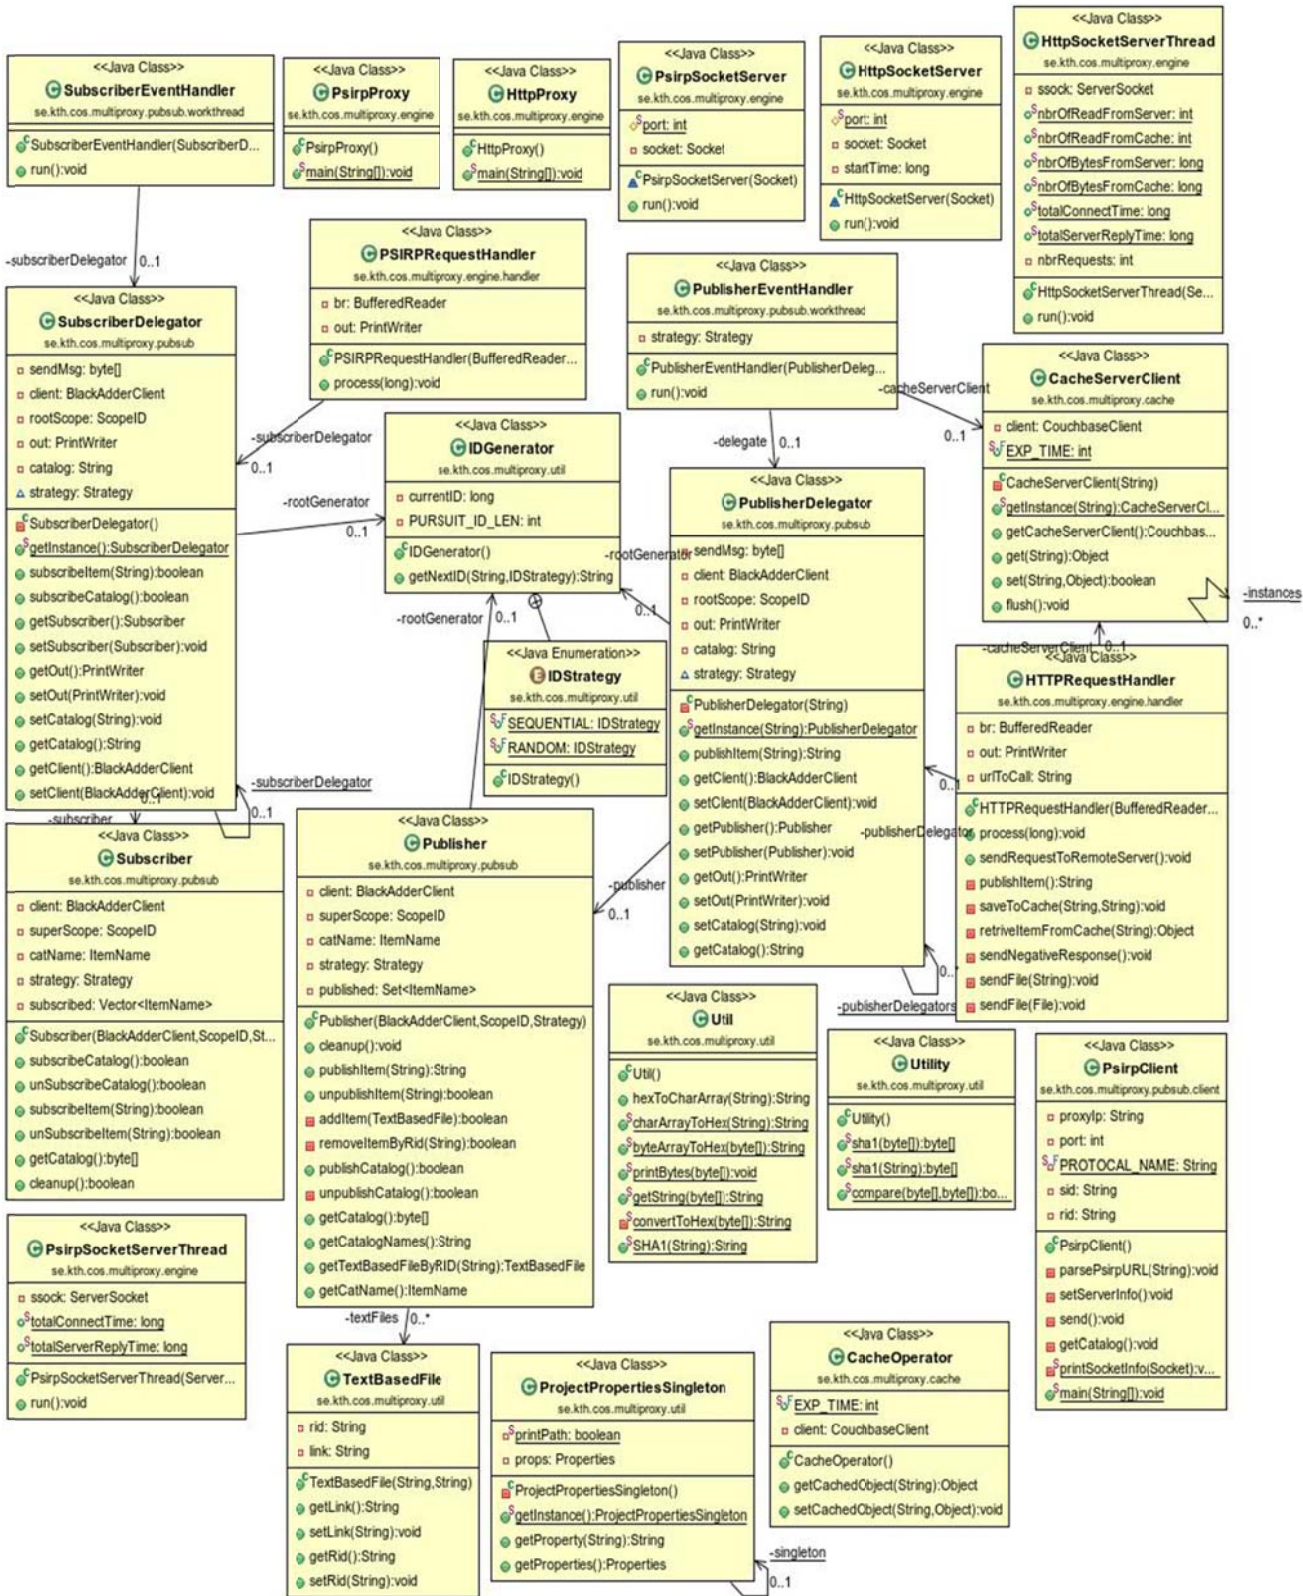 <<Java Class>>
SubscriberEventHandler
se.kth.cos.multiproxy.pubsub.workthread
SubscriberEventHandler(SubscriberD...
run():void
<<Java Class>>
PsirpProxy
se.kth.cos.multiproxy.engine
PsirpProxy()
main(String[]):void
<<Java Class>>
HttpProxy
se.kth.cos.multiproxy.engine
HttpProxy()
main(String[]):void
<<Java Class>>
PsirpSocketServer
se.kth.cos.multiproxy.engine
port: int
socket: Socket
PsirpSocketServer(Socket)
run():void
<<Java Class>>
HttpSocketServer
se.kth.cos.multiproxy.engine
port: int
socket: Socket
startTime: long
HttpSocketServer(Socket)
run():void
<<Java Class>>
HttpSocketServerThread
se.kth.cos.multiproxy.engine
ssock: ServerSocket
nbrOfReadFromServer: int
nbrOfReadFromCache: int
nbrOfBytesFromServer: long
nbrOfBytesFromCache: long
totalConnectTime: long
totalServerReplyTime: long
nbrRequests: int
HttpSocketServerThread(Se...
run():void
-subscriberDelegator 0..1
<<Java Class>>
PSIRPRequestHandler
se.kth.cos.multiproxy.engine.handler
br: BufferedReader
out: PrintWriter
PSIRPRequestHandler(BufferedReader...
process(long):void
<<Java Class>>
PublisherEventHandler
se.kth.cos.multiproxy.pubsub.workthread
strategy: Strategy
PublisherEventHandler(PublisherDeleg...
run():void
-cacheServerClient
0..1
-delegate 0..1
<<Java Class>>
SubscriberDelegator
se.kth.cos.multiproxy.pubsub
sendMsg: byte[]
client: BlackAdderClient
rootScope: ScopeID
out: PrintWriter
catalog: String
strategy: Strategy
SubscriberDelegator()
getInstance():SubscriberDelegator
subscribeItem(String):boolean
subscribeCatalog():boolean
getSubscriber():Subscriber
setSubscriber(Subscriber):void
getOut():PrintWriter
setOut(PrintWriter):void
setCatalog(String):void
getCatalog():String
getClient():BlackAdderClient
setClient(BlackAdderClient):void
-subscriberDelegator
0..1
-rootGenerator
0..1
<<Java Class>>
IDGenerator
se.kth.cos.multiproxy.util
currentID: long
PURSUIT_ID_LEN: int
IDGenerator()
getNextID(String,IDStrategy):String
-rootGenerator
0..1
-rootGenerator 0..1
<<Java Enumeration>>
IDStrategy
se.kth.cos.multiproxy.util
SEQUENTIAL: IDStrategy
RANDOM: IDStrategy
IDStrategy()
<<Java Class>>
PublisherDelegator
se.kth.cos.multiproxy.pubsub
sendMsg: byte[]
client: BlackAdderClient
rootScope: ScopeID
out: PrintWriter
catalog: String
strategy: Strategy
PublisherDelegator(String)
getInstance(String):PublisherDelegator
publishItem(String):String
getClient():BlackAdderClient
setClient(BlackAdderClient):void
getPublisher():Publisher
setPublisher(Publisher):void
getOut():PrintWriter
setOut(PrintWriter):void
setCatalog(String):void
getCatalog():String
<<Java Class>>
CacheServerClient
se.kth.cos.multiproxy.cache
client: CouchbaseClient
EXP_TIME: int
CacheServerClient(String)
getInstance(String):CacheServerCl...
getCacheServerClient():Couchbas...
get(String):Object
set(String,Object):boolean
flush():void
-instances
0..*
-cacheServerClient 0..1
<<Java Class>>
HTTPRequestHandler
se.kth.cos.multiproxy.engine.handler
br: BufferedReader
out: PrintWriter
urlToCall: String
HTTPRequestHandler(BufferedReader...
process(long):void
sendRequestToRemoteServer():void
publishItem():String
saveToCache(String,String):void
retriveItemFromCache(String):Object
sendNegativeResponse():void
sendFile(String):void
sendFile(File):void
0..1
-publisherDelegator
-subscriberDelegator
0..1
0..1
-subscriber
<<Java Class>>
Subscriber
se.kth.cos.multiproxy.pubsub
client: BlackAdderClient
superScope: ScopeID
catName: ItemName
strategy: Strategy
subscribed: Vector<ItemName>
Subscriber(BlackAdderClient,ScopeID,St...
subscribeCatalog():boolean
unSubscribeCatalog():boolean
subscribeItem(String):boolean
unSubscribeItem(String):boolean
getCatalog():byte[]
cleanup():boolean
<<Java Class>>
Publisher
se.kth.cos.multiproxy.pubsub
client: BlackAdderClient
superScope: ScopeID
catName: ItemName
strategy: Strategy
published: Set<ItemName>
Publisher(BlackAdderClient,ScopeID,Strategy)
cleanup():void
publishItem(String):String
unpublishItem(String):boolean
addItem(TextBasedFile):boolean
removeItemByRid(String):boolean
publishCatalog():boolean
unpublishCatalog():boolean
getCatalog():byte[]
getCatalogNames():String
getTextBasedFileByRID(String):TextBasedFile
getCatName():ItemName
-publisher
0..1
0..*
-publisherDelegators
<<Java Class>>
Util
se.kth.cos.multiproxy.util
Util()
hexToCharArray(String):String
charArrayToHex(String):String
byteArrayToHex(byte[]):String
printBytes(byte[]):void
getString(byte[]):String
convertToHex(byte[]):String
SHA1(String):String
<<Java Class>>
Utility
se.kth.cos.multiproxy.util
Utility()
sha1(byte[]):byte[]
sha1(String):byte[]
compare(byte[],byte[]):bo...
<<Java Class>>
PsirpClient
se.kth.cos.multiproxy.pubsub.client
proxyIp: String
port: int
PROTOCAL_NAME: String
sid: String
rid: String
PsirpClient()
parsePsirpURL(String):void
setServerInfo():void
send():void
getCatalog():void
printSocketInfo(Socket):v...
main(String[]):void
<<Java Class>>
PsirpSocketServerThread
se.kth.cos.multiproxy.engine
ssock: ServerSocket
totalConnectTime: long
totalServerReplyTime: long
PsirpSocketServerThread(Server...
run():void
-textFiles 0..*
<<Java Class>>
TextBasedFile
se.kth.cos.multiproxy.util
rid: String
link: String
TextBasedFile(String,String)
getLink():String
setLink(String):void
getRid():String
setRid(String):void
<<Java Class>>
ProjectPropertiesSingleton
se.kth.cos.multiproxy.util
printPath: boolean
props: Properties
ProjectPropertiesSingleton()
getInstance():ProjectPropertiesSingleton
getProperty(String):String
getProperties():Properties
-singleton
0..1
<<Java Class>>
CacheOperator
se.kth.cos.multiproxy.cache
EXP_TIME: int
client: CouchbaseClient
CacheOperator()
getCachedObject(String):Object
setCachedObject(String,Object):void